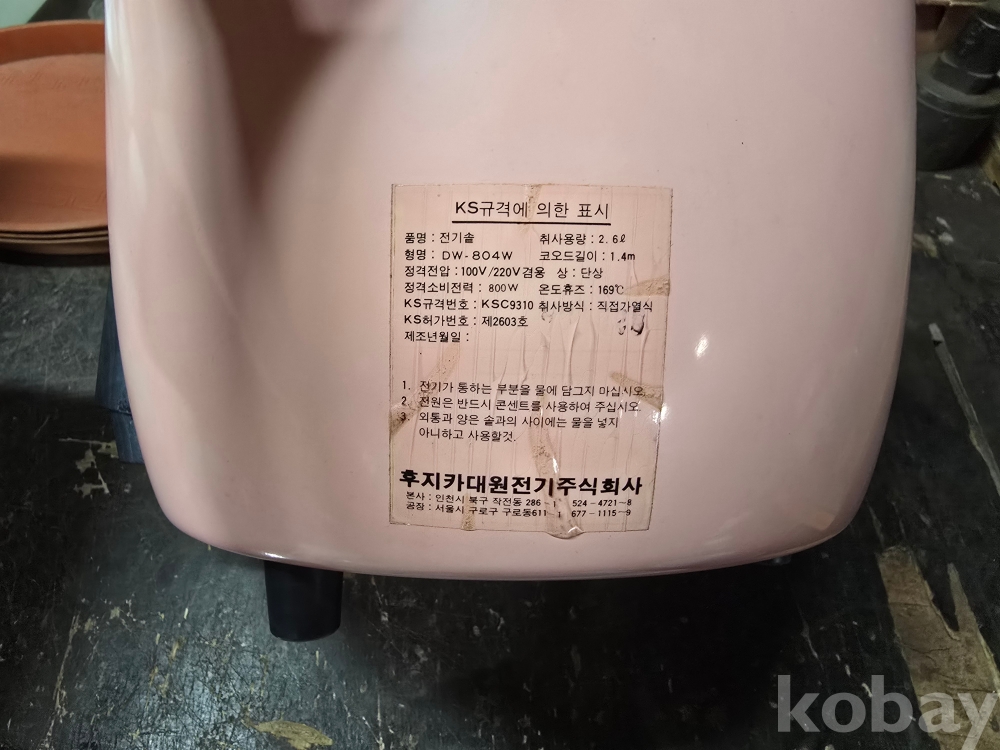 KS규격에 의한 표시
품명 : 전기솥 취사용량 : 2.6ℓ
형명 : DW-804W 코오드길이 : 1.4m
정격전압 : 100V/220V겸용 상 : 단상
정격소비전력 : 800W 온도휴즈 : 169℃
KS규격번호 : KSC9310 취사방식 : 직접가열식
KS허가번호 : 제2603호
제조년월일 :
1. 전기가 통하는 부분을 물에 담그지 마십시오.
2. 전원은 반드시 콘센트를 사용하여 주십시오.
3. 외통과 양은 솥과의 사이에는 물을 넣지
아니하고 사용할것.
후지카대원전기주식회사
본사 : 인천시 북구 작전동 286-1 524-4721~8
공장 : 서울시 구로구 구로동611-1 677-1115~9
kobay